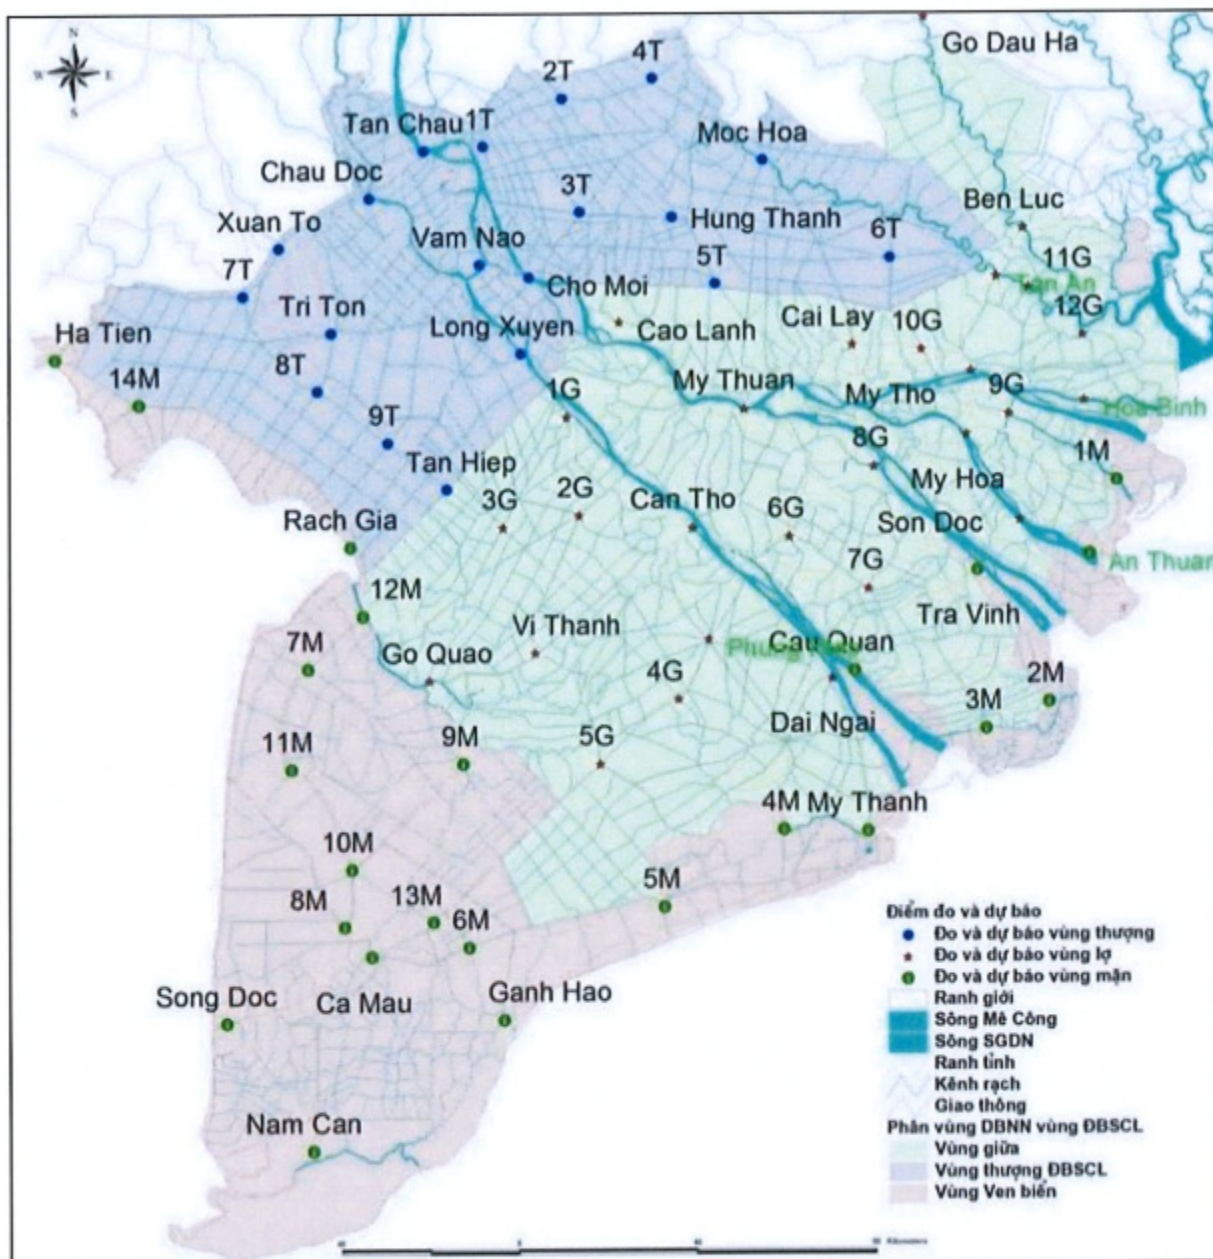 N
W E
S
Go Dau Ha
4T
2T
Tan Chau
1T
Moc Hoa
Chau Doc
3T
Ben Luc
Xuan To
Hung Thanh
Vam Nao
6T
11G
7T
5T
Tan An
Cho Moi
Tri Ton
Ha Tien
Long Xuyen
Cao Lanh
Cai Lay
10G
12G
8T
14M
1G
My Thuan
My Tho
9G
Hoa Binh
9T
8G
1M
Tan Hiep
My Hoa
3G
2G
Can Tho
Rach Gia
6G
Son Doc
7G
An Thuan
12M
Tra Vinh
Vi Thanh
7M
Go Quao
Cau Quan
4G
2M
3M
Dai Ngai
11M
9M
5G
4M
My Thanh
10M
5M
8M
13M
6M
Song Doc
Ca Mau
Ganh Hao
Nam Can
Điểm đo và dự báo
Đo và dự báo vùng thượng
Đo và dự báo vùng lợ
Đo và dự báo vùng mặn
Ranh giới
Sông Mê Công
Sông SGDN
Ranh tỉnh
Kênh rạch
Giao thông
Phân vùng DBNN vùng ĐBSCL
Vùng giữa
Vùng thượng ĐBSCL
Vùng Ven biển
Kilometers